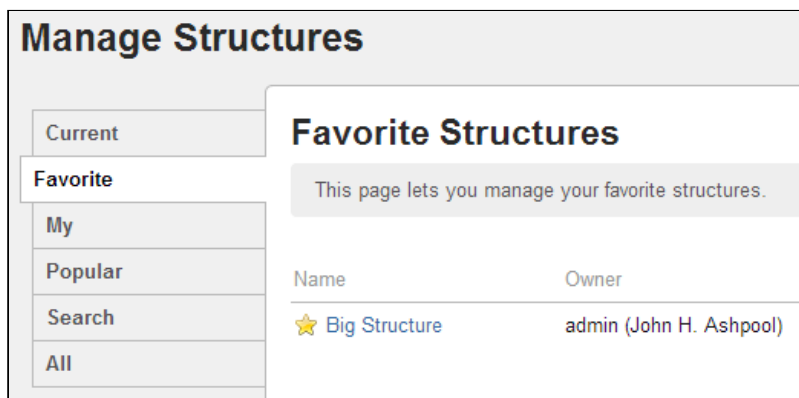 Manage Structures
Current
Favorite
My
Popular
Search
All
Favorite Structures
This page lets you manage your favorite structures.
Name Owner
Big Structure admin (John H. Ashpool)